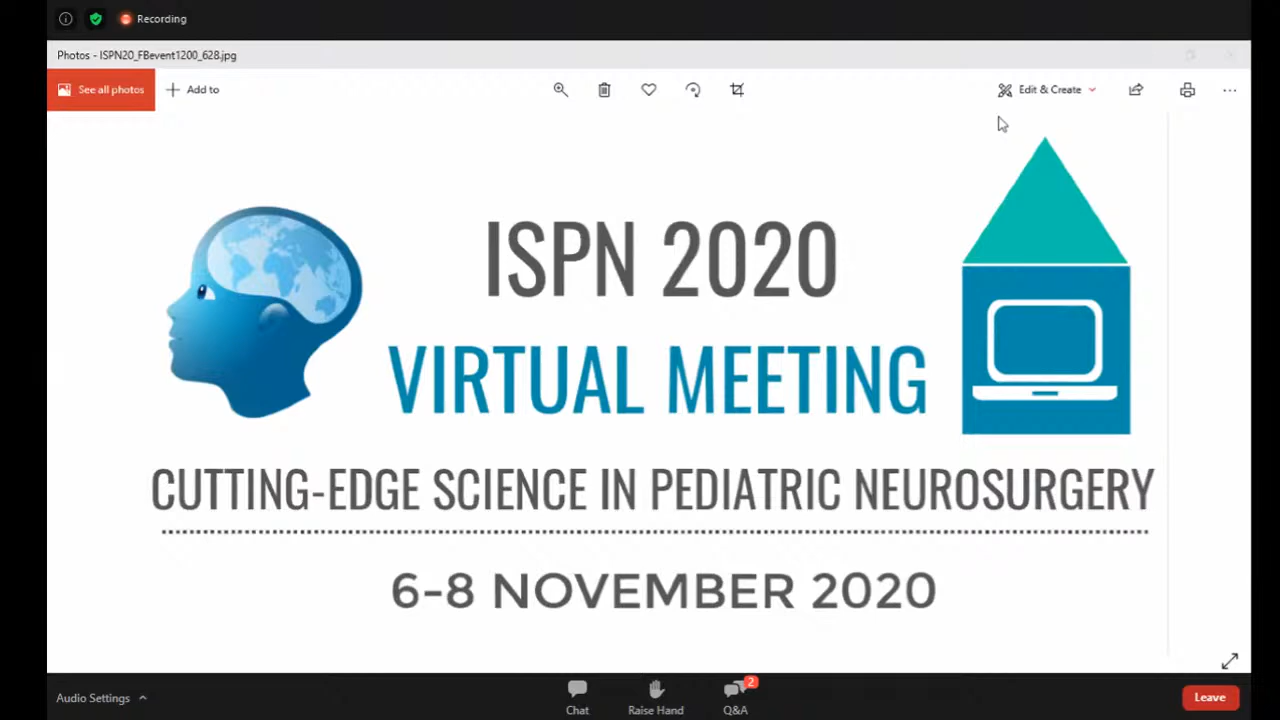 Recording
Photos - ISPN20_FBevent1200_628.jpg
See all photos
Add to
Edit & Create
ISPN 2020
VIRTUAL MEETING
CUTTING-EDGE SCIENCE IN PEDIATRIC NEUROSURGERY
6-8 NOVEMBER 2020
Audio Settings
Chat
Raise Hand
2
Q&A
Leave